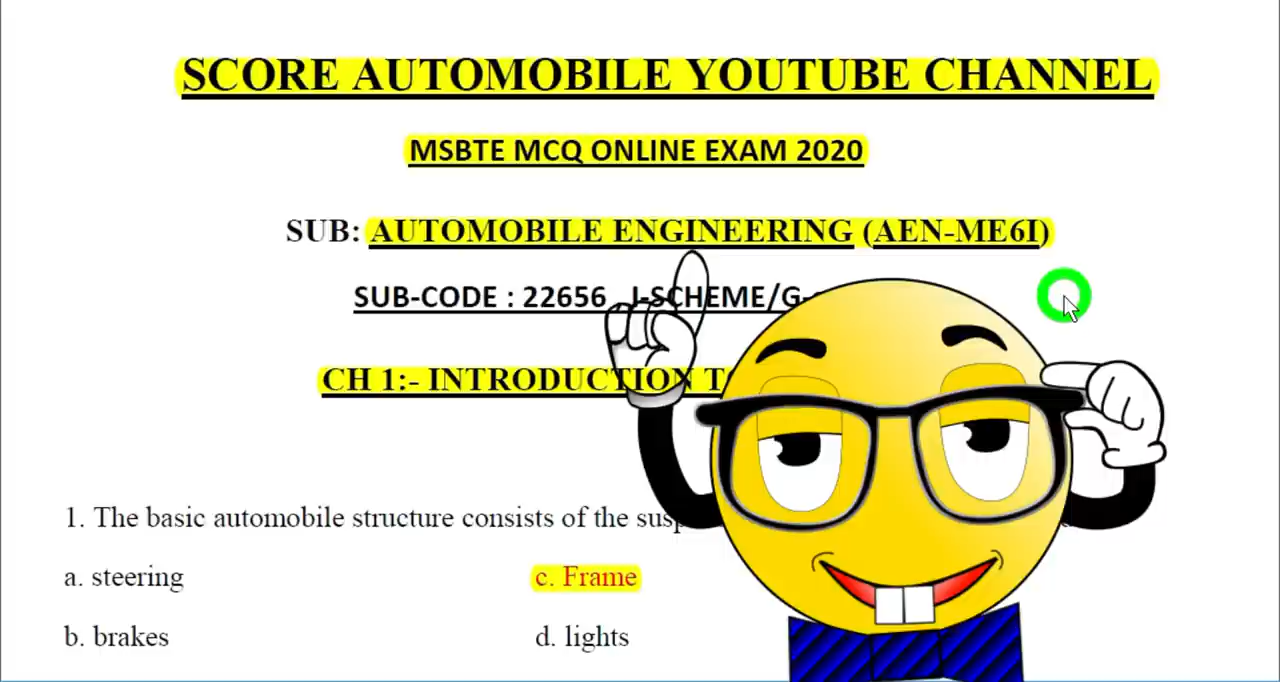 SCORE AUTOMOBILE YOUTUBE CHANNEL
MSBTE MCQ ONLINE EXAM 2020
SUB: AUTOMOBILE ENGINEERING (AEN-ME6I)
SUB-CODE : 22656 , I-SCHEME/G-
CH 1:- INTRODUCTION
1. The basic automobile structure consists of the
a. steering
c. Frame
b. brakes
d. lights